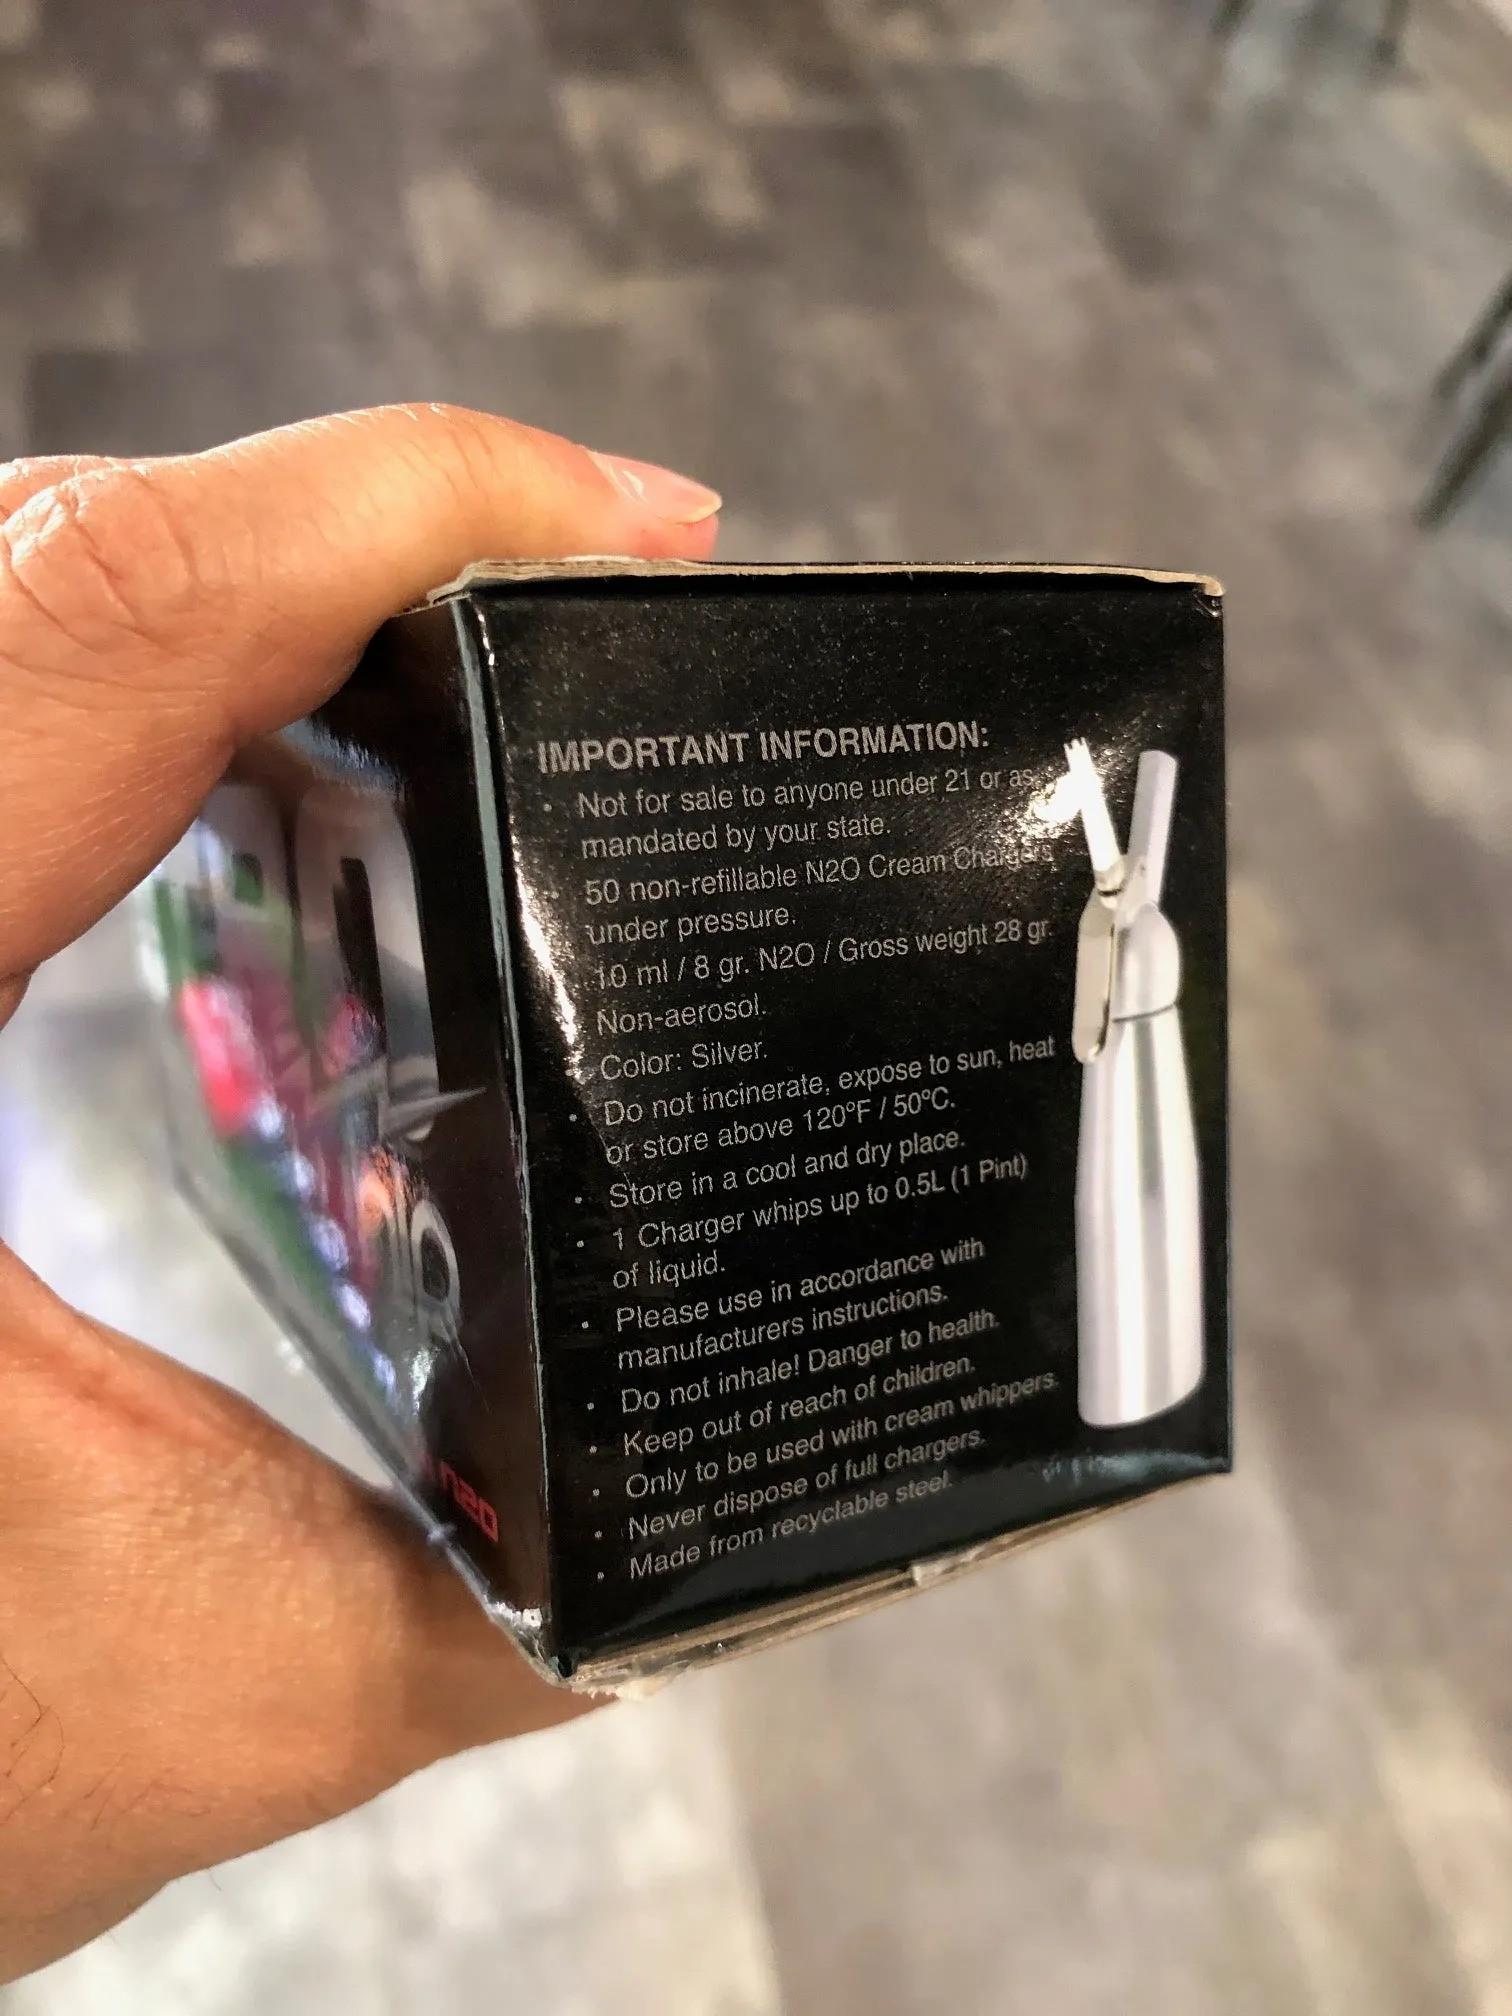 IMPORTANT INFORMATION:
• Not for sale to anyone under 21 or as
mandated by your state.
• 50 non-refillable N2O Cream Chargers
under pressure.
10 ml / 8 gr. N2O / Gross weight 28 gr.
Non-aerosol.
Color: Silver.
• Do not incinerate, expose to sun, heat
or store above 120ºF / 50ºC.
• Store in a cool and dry place.
• 1 Charger whips up to 0.5L (1 Pint)
of liquid.
• Please use in accordance with
manufacturers instructions.
• Do not inhale! Danger to health.
• Keep out of reach of children.
• Only to be used with cream whippers.
• Never dispose of full chargers.
• Made from recyclable steel.
n2o